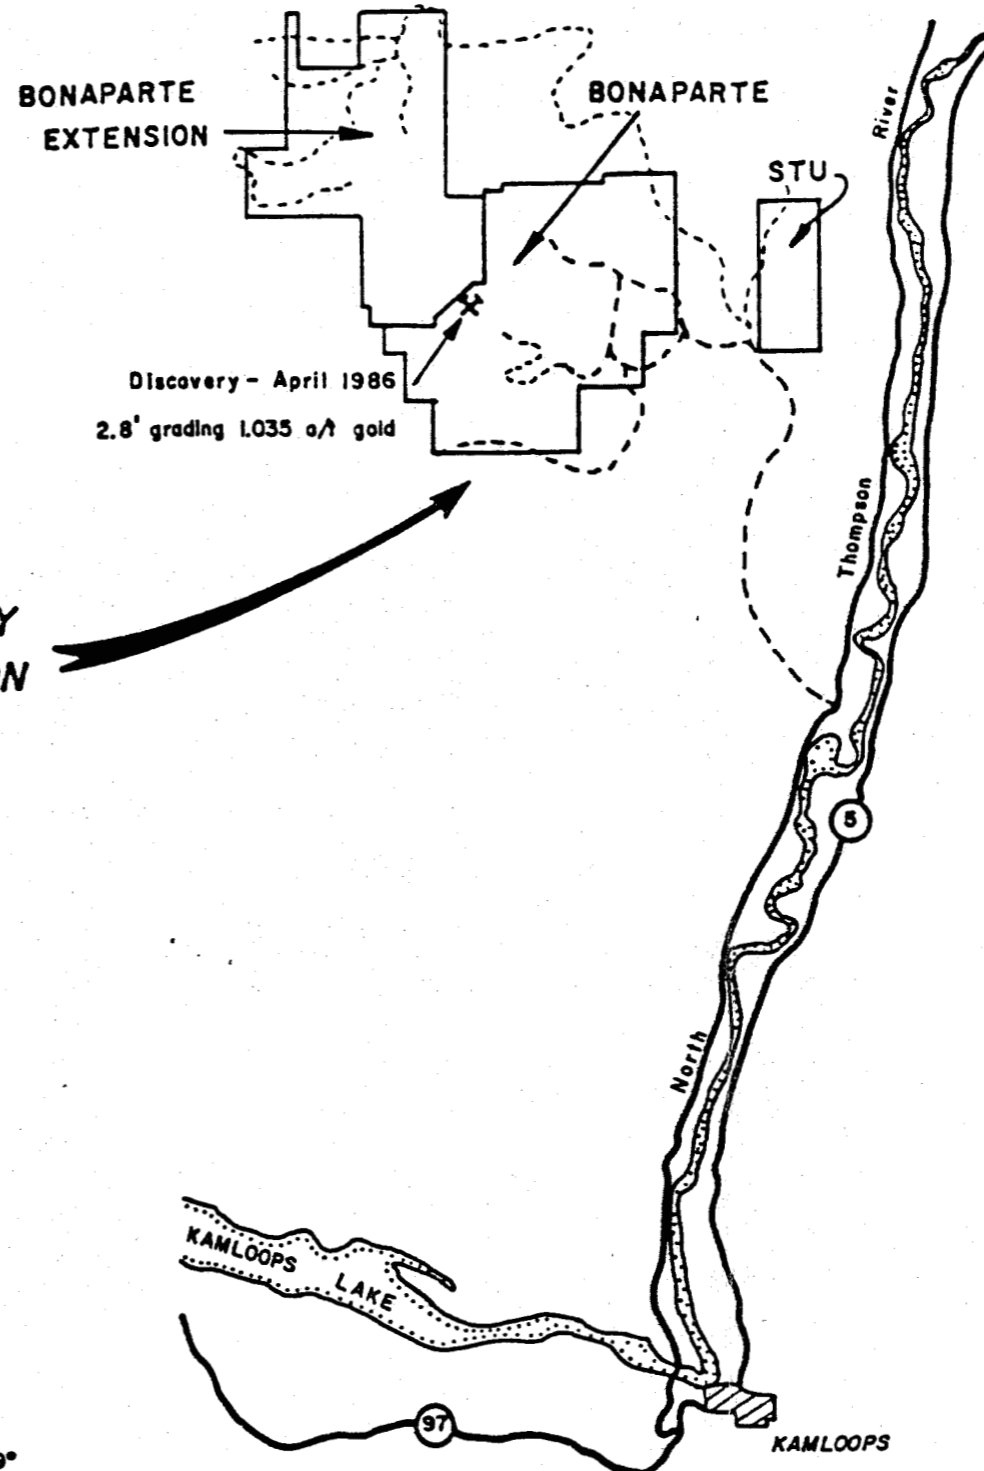 BONAPARTE
EXTENSION
BONAPARTE
STU
River
Discovery - April 1986
2.8' grading 1.035 o/t gold
Thompson
Y
ON
5
North
KAMLOOPS LAKE
97
KAMLOOPS